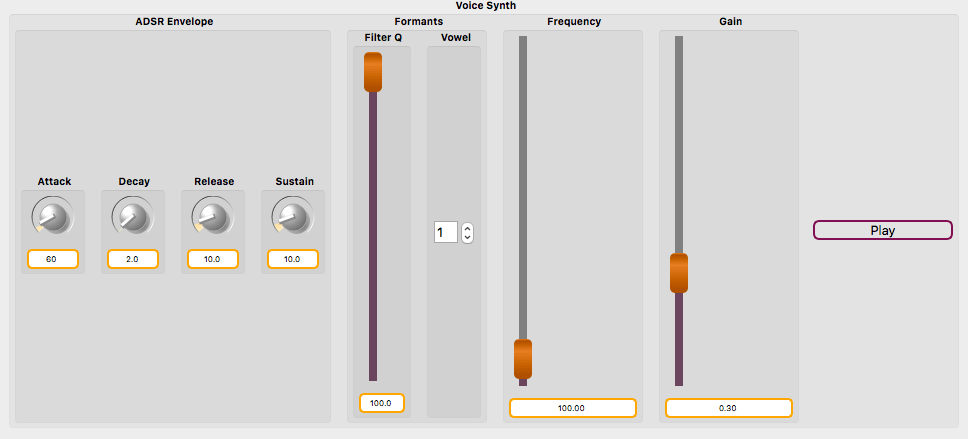 Voice Synth
ADSR Envelope
Formants
Frequency
Gain
Filter Q
Vowel
Attack
Decay
Release
Sustain
60
2.0
10.0
10.0
1
Play
100.0
100.00
0.30